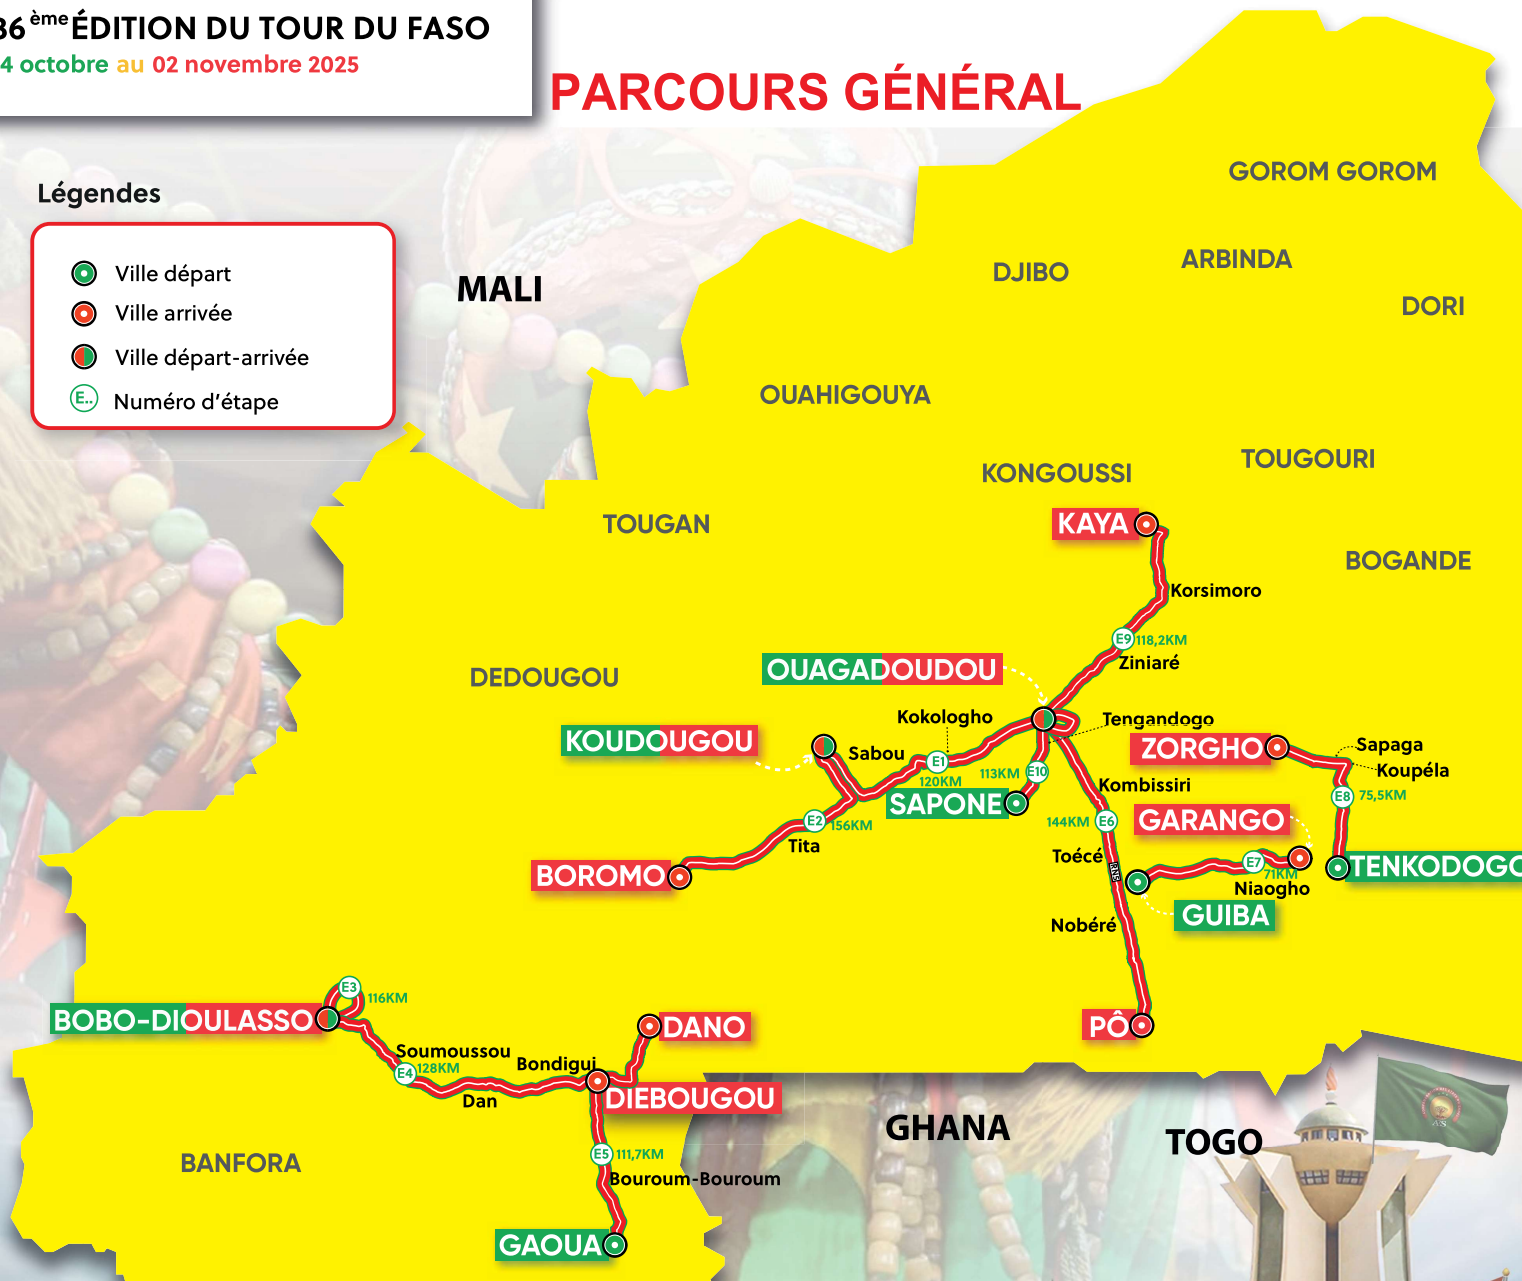 36ème ÉDITION DU TOUR DU FASO
4 octobre au 02 novembre 2025
PARCOURS GÉNÉRAL
Légendes
Ville départ
Ville arrivée
Ville départ-arrivée
E.. Numéro d'étape
MALI
GOROM GOROM
ARBINDA
DJIBO
DORI
OUAHIGOUYA
TOUGOURI
KONGOUSSI
TOUGAN
KAYA
BOGANDE
Korsimoro
E9 118,2KM
Ziniaré
OUAGADOUDOU
DEDOUGOU
Kokologho
Tengandogo
KOUDOUGOU
Sabou
ZORGHO
Sapaga
Koupéla
E1
120KM
113KM E10
Kombissiri
E8 75,5KM
SAPONE
E2 156KM
144KM E6
GARANGO
Tita
Toécé
RN5
E7
71KM
TENKODOGO
BOROMO
Niaogho
GUIBA
Nobéré
E3
116KM
BOBO-DIOULASSO
DANO
PÔ
Soumoussou
Bondigui
E4 128KM
Dan
DIEBOUGOU
GHANA
TOGO
E5 111,7KM
BANFORA
Bouroum-Bouroum
GAOUA